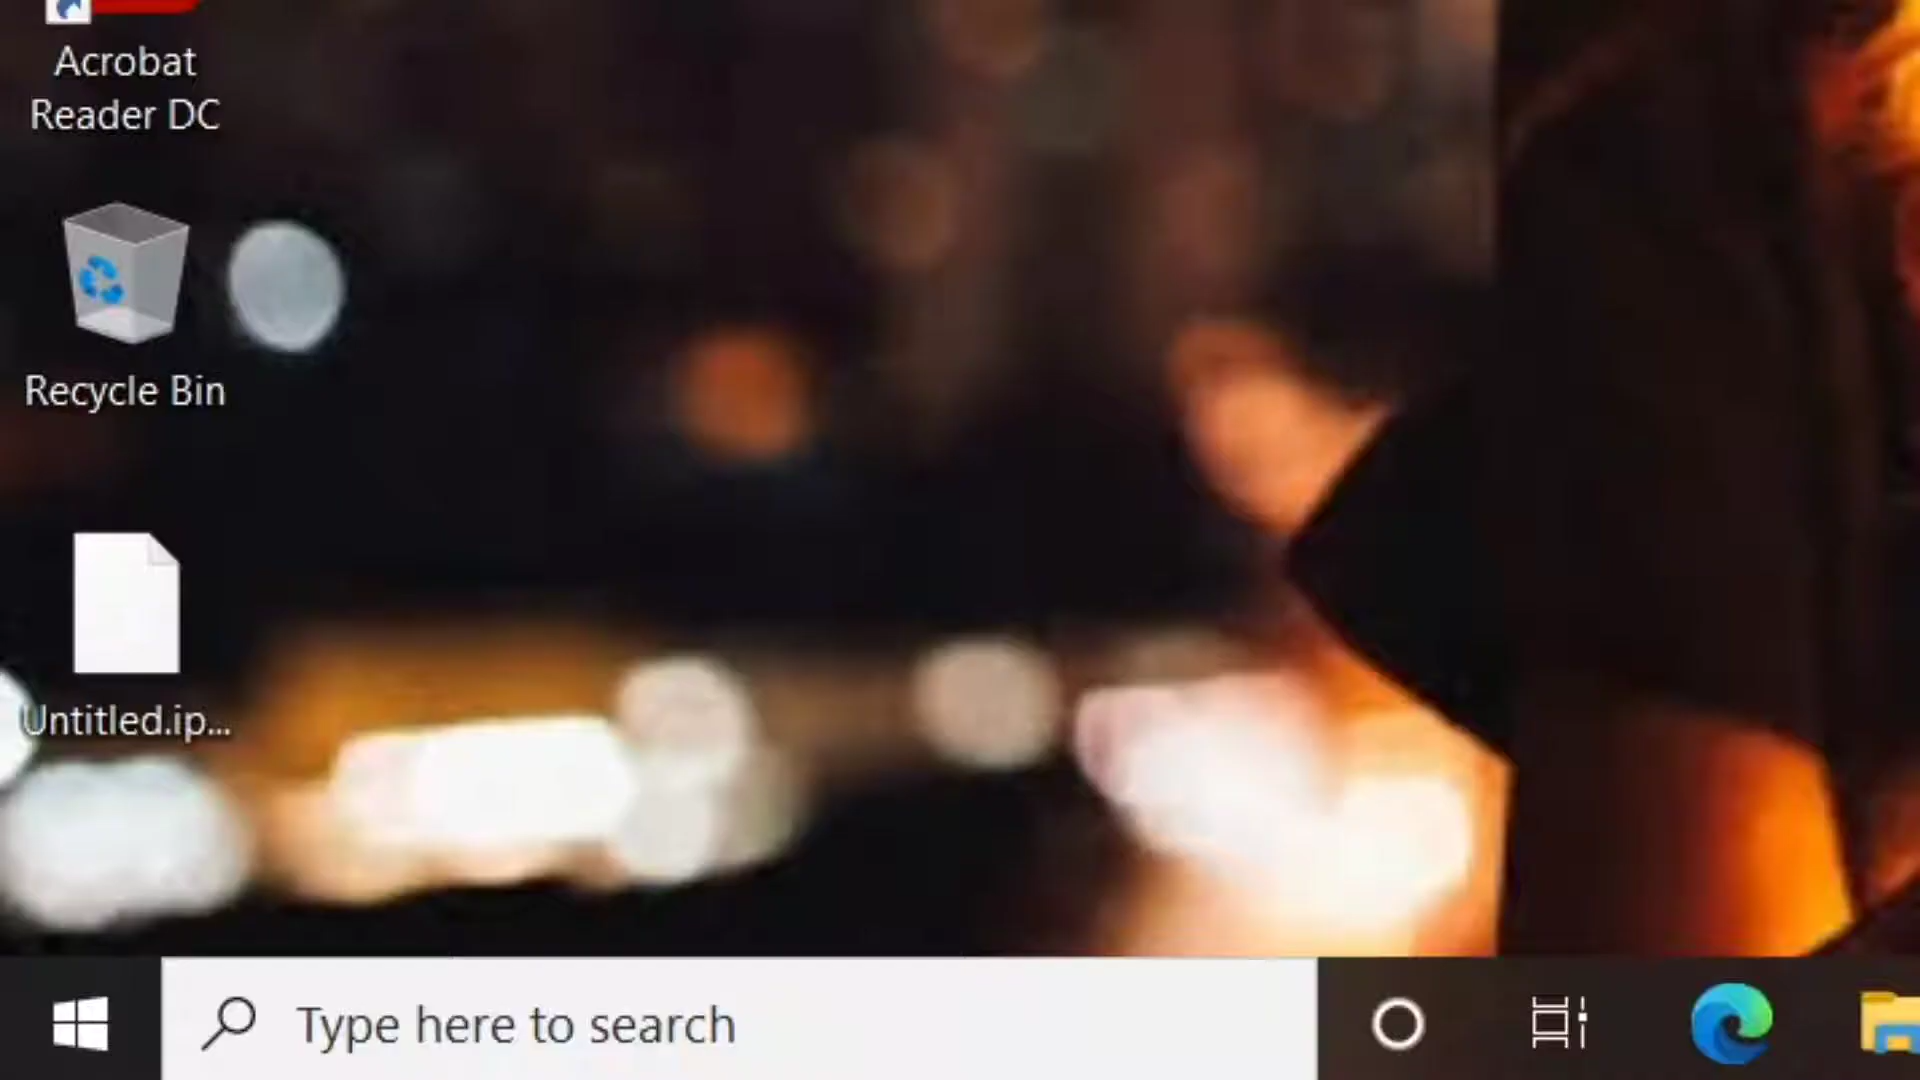 Acrobat
Reader DC
Recycle Bin
Untitled.ip...
Type here to search